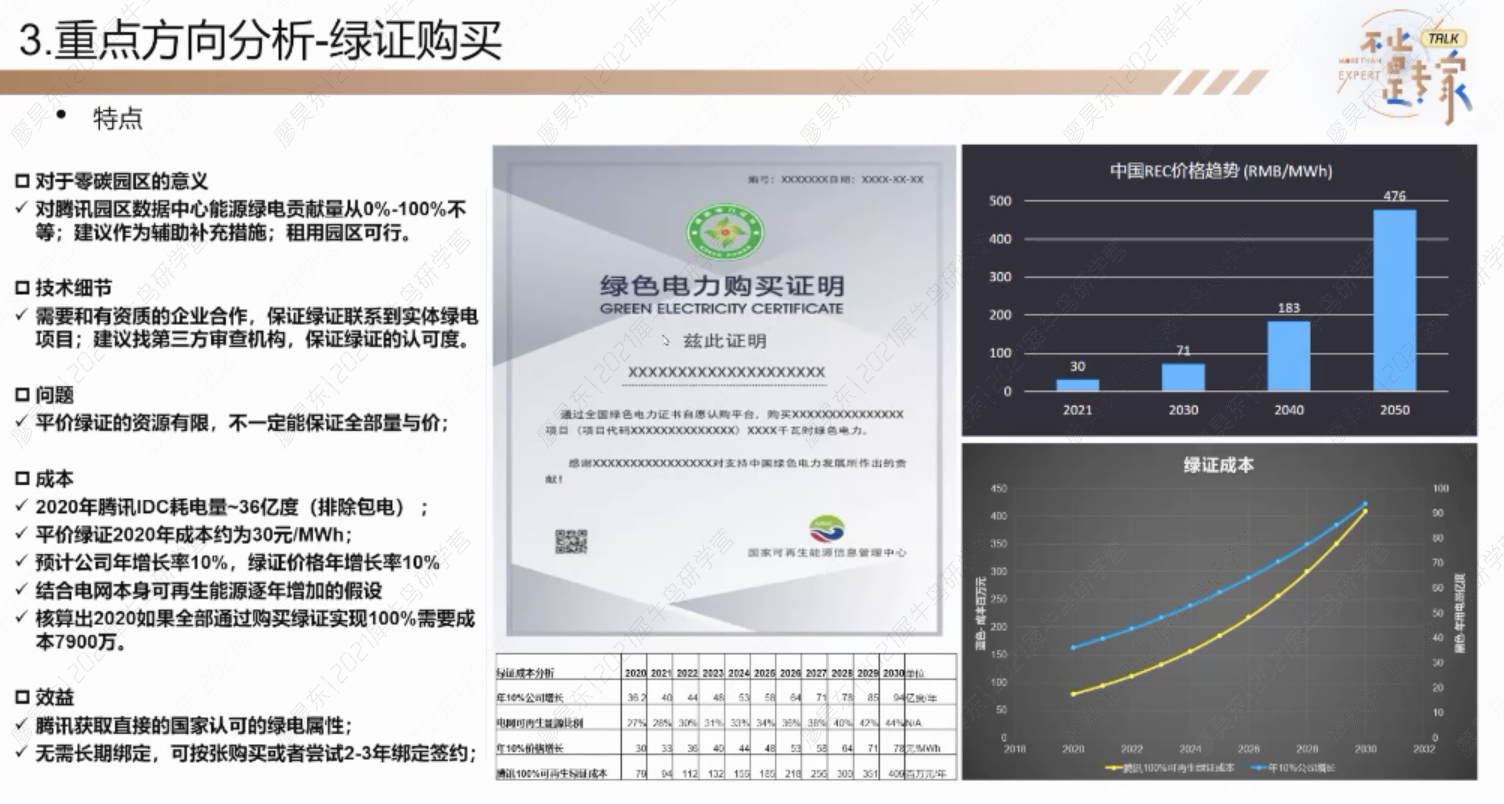 3.重点方向分析-绿证购买
不止是专家
TALK
MORE THAN
EXPERT
• 特点
对于零碳园区的意义
✓ 对腾讯园区数据中心能源绿电贡献量从0%-100%不
等；建议作为辅助补充措施；租用园区可行。
技术细节
✓ 需要和有资质的企业合作，保证绿证联系到实体绿电
项目；建议找第三方审查机构，保证绿证的认可度。
问题
✓ 平价绿证的资源有限，不一定能保证全部量与价；
成本
✓ 2020年腾讯IDC耗电量~36亿度（排除包电）；
✓ 平价绿证2020年成本约为30元/MWh；
✓ 预计公司年增长率10%，绿证价格年增长率10%
✓ 结合电网本身可再生能源逐年增加的假设
✓ 核算出2020如果全部通过购买绿证实现100%需要成
本7900万。
效益
✓ 腾讯获取直接的国家认可的绿电属性；
✓ 无需长期绑定，可按张购买或者尝试2-3年绑定签约；
编号：XXXXXXX日期：XXXX-XX-XX
绿色电力购买证明
GREEN ELECTRICITY CERTIFICATE
兹此证明
XXXXXXXXXXXXXXXXXXXX
通过全国绿色电力证书自愿认购平台，购买XXXXXXXXXXXXXXX
项目（项目代码XXXXXXXXXXXXXX）XXXX千瓦时绿色电力。
感谢XXXXXXXXXXXXXXXXX对支持中国绿色电力发展所作出的贡
献！
国家可再生能源信息管理中心
绿证成本分析 2020 2021 2022 2023 2024 2025 2026 2027 2028 2029 2030 单位
年10%公司增长 36.2 40 44 48 53 58 64 71 78 85 94 亿度/年
电网可再生能源比例 27% 28% 30% 31% 33% 34% 36% 38% 40% 42% 44% N/A
年10%价格增长 30 33 36 40 44 48 53 58 64 71 78 元/MWh
腾讯100%可再生绿证成本 79 94 112 132 155 185 218 256 300 351 409 百万元/年
中国REC价格趋势 (RMB/MWh)
500
400
300
200
100
0
30
71
183
476
2021 2030 2040 2050
绿证成本
450
400
350
300
250
200
150
100
50
0
100
90
80
70
60
50
40
30
20
10
0
2018 2020 2022 2024 2026 2028 2030 2032
腾讯100%可再生绿证成本 年10%公司增长
廖昊东|2021犀牛鸟研学营